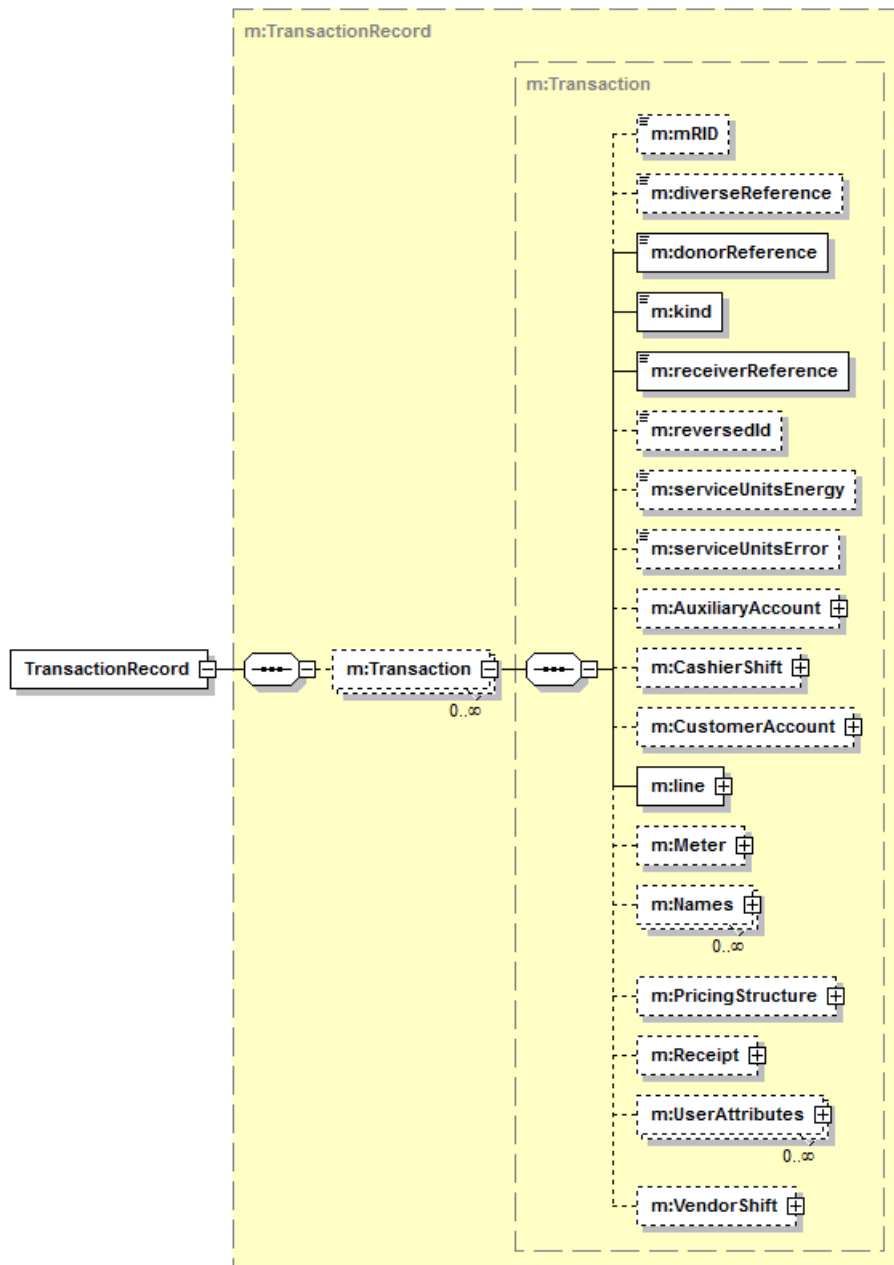 m:TransactionRecord
m:Transaction
m:mRID
m:diverseReference
m:donorReference
m:kind
m:receiverReference
m:reversedId
m:serviceUnitsEnergy
m:serviceUnitsError
m:AuxiliaryAccount
TransactionRecord
m:Transaction
0..∞
m:CashierShift
m:CustomerAccount
m:line
m:Meter
m:Names
0..∞
m:PricingStructure
m:Receipt
m:UserAttributes
0..∞
m:VendorShift